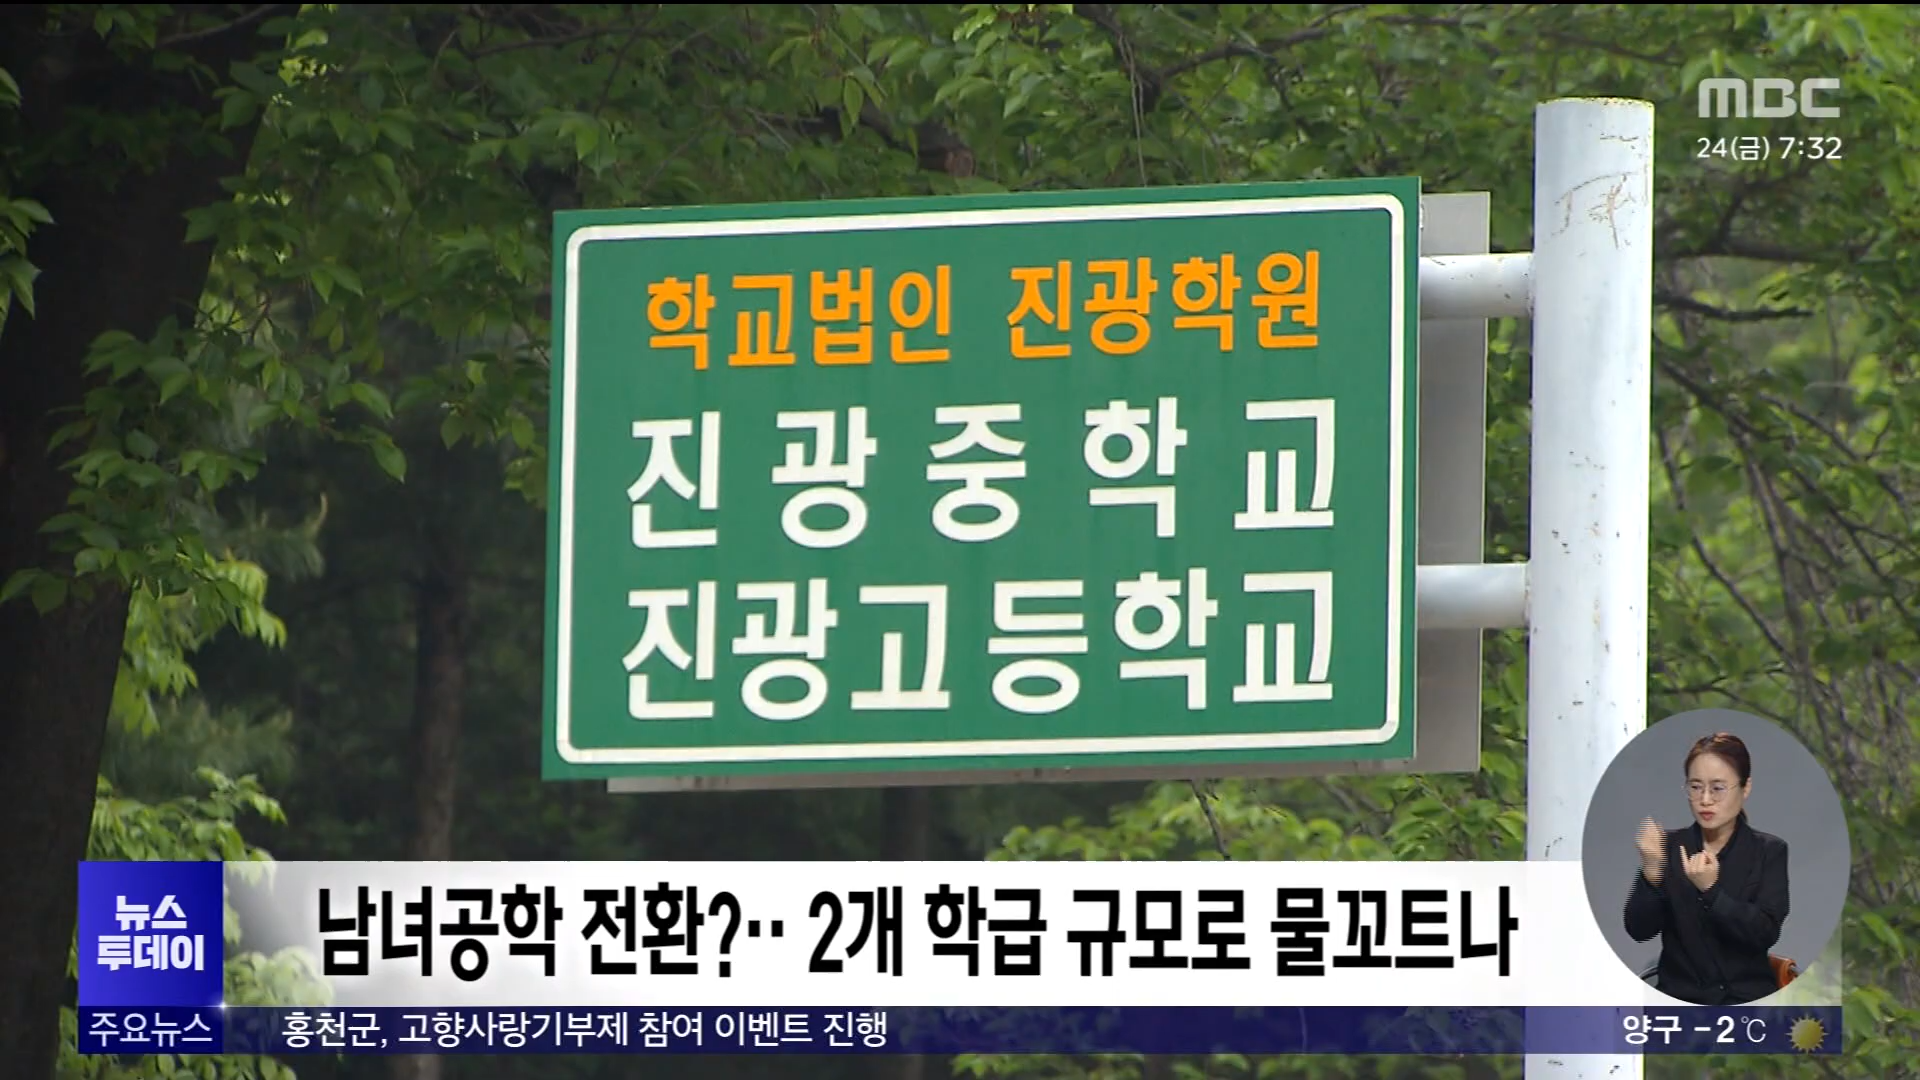 MBC
24(금) 7:32
학교법인 진광학원
진광중학교
진광고등학교
뉴스
투데이
남녀공학 전환?‥ 2개 학급 규모로 물꼬트나
주요뉴스
홍천군, 고향사랑기부제 참여 이벤트 진행
양구 -2℃